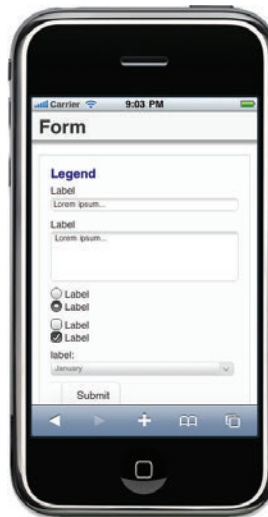 Carrier 9:03 PM
Form
Legend
Label
Lorem ipsum...
Label
Lorem ipsum...
Label
Label
Label
Label
label:
January
Submit